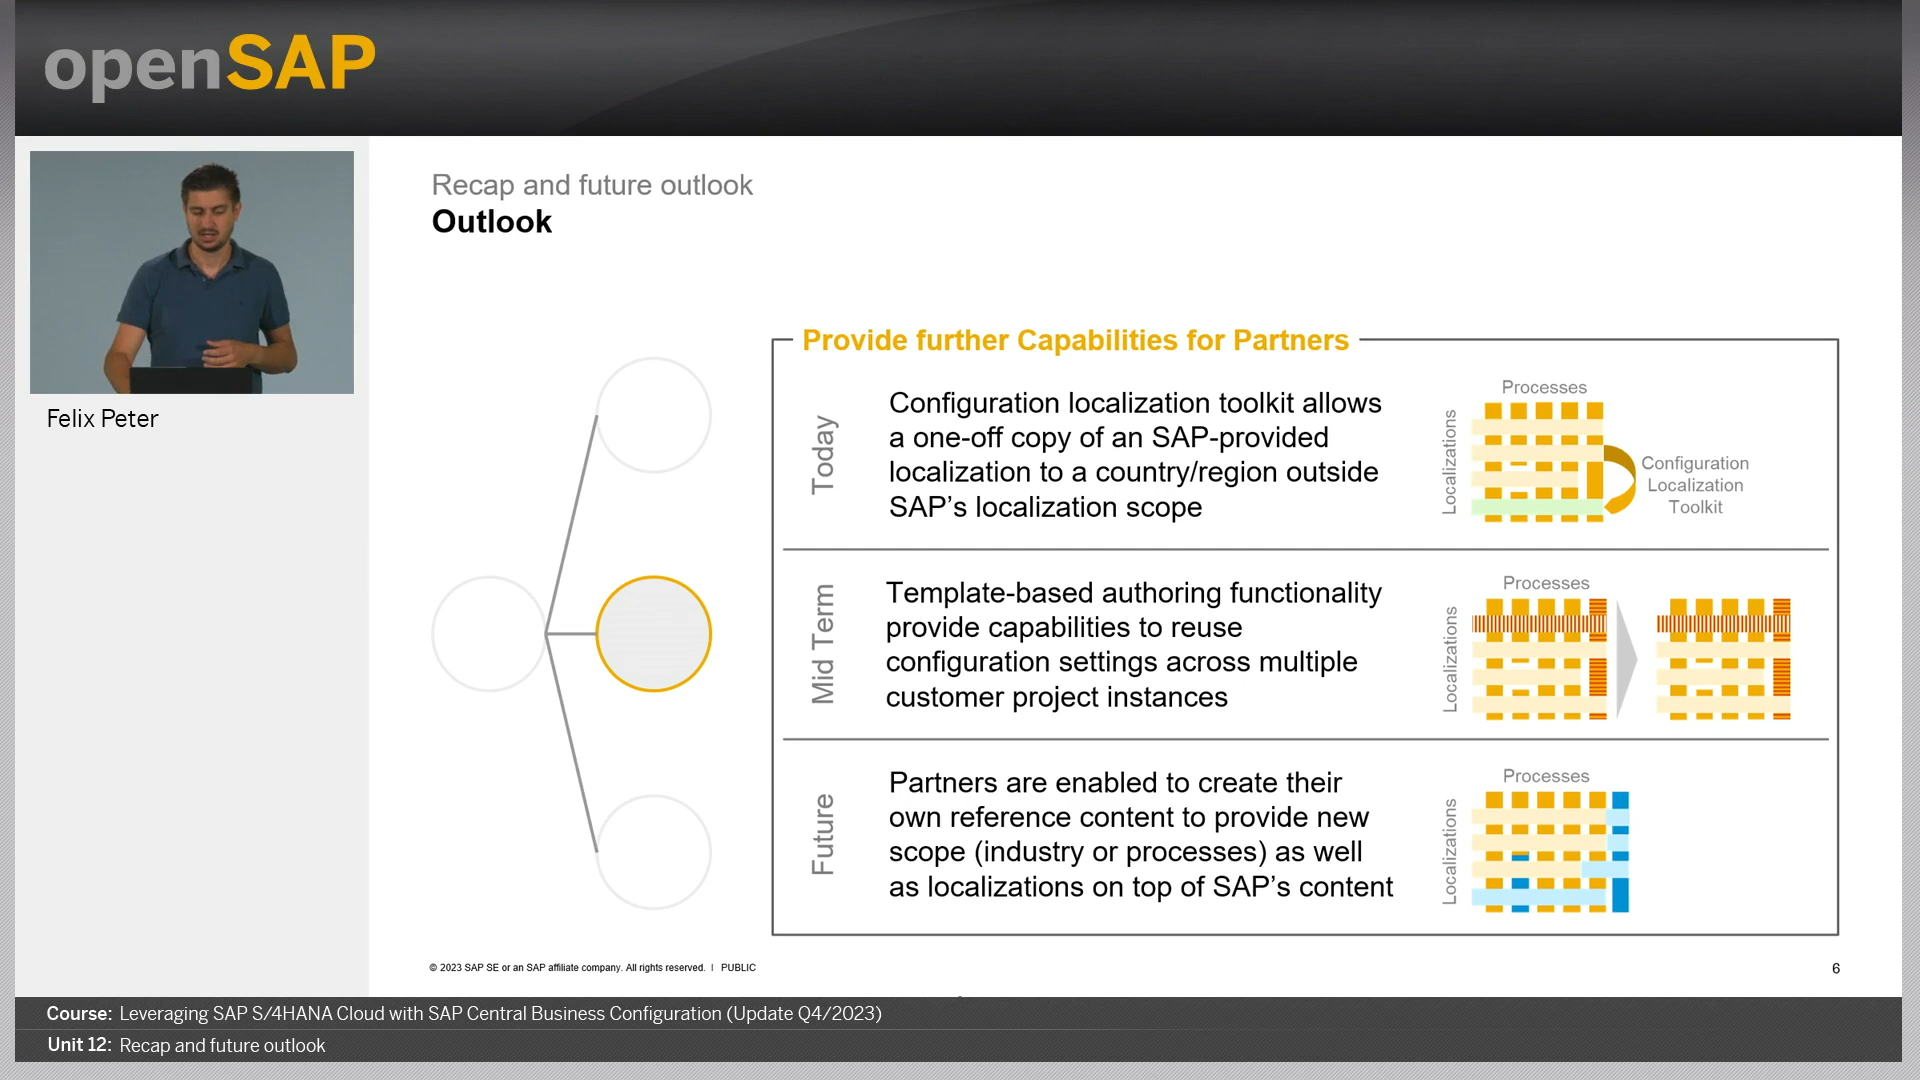 openSAP
Felix Peter
Recap and future outlook
Outlook
Provide further Capabilities for Partners
Today
Configuration localization toolkit allows
a one-off copy of an SAP-provided
localization to a country/region outside
SAP’s localization scope
Processes
Localizations
Configuration
Localization
Toolkit
Mid Term
Template-based authoring functionality
provide capabilities to reuse
configuration settings across multiple
customer project instances
Processes
Localizations
Future
Partners are enabled to create their
own reference content to provide new
scope (industry or processes) as well
as localizations on top of SAP’s content
Processes
Localizations
© 2023 SAP SE or an SAP affiliate company. All rights reserved. I PUBLIC
6
Course: Leveraging SAP S/4HANA Cloud with SAP Central Business Configuration (Update Q4/2023)
Unit 12: Recap and future outlook